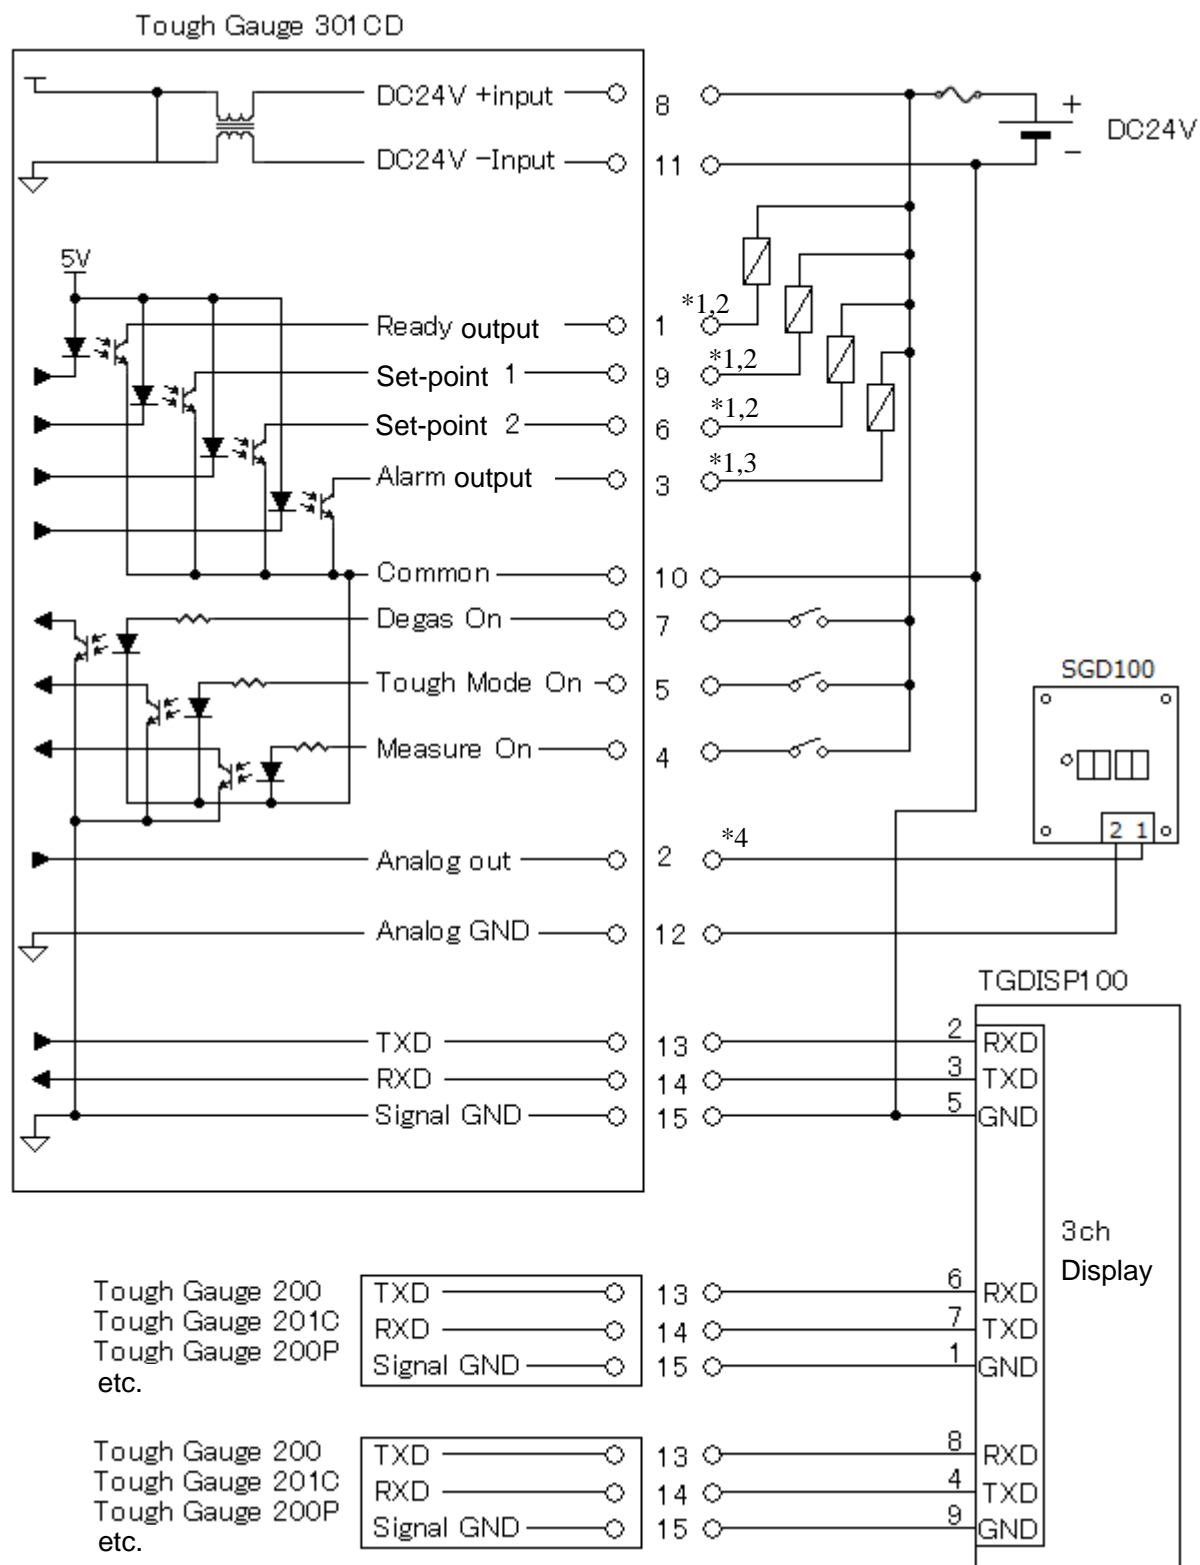 Tough Gauge 301CD
DC24V +input 8
+
DC24V
DC24V -Input 11
−
5V
Ready output 1 *1,2
Set-point 1 9 *1,2
Set-point 2 6 *1,2
Alarm output 3 *1,3
Common 10
Degas On 7
Tough Mode On 5
SGD100
Measure On 4
2 1
Analog out 2 *4
Analog GND 12
TGDISP100
TXD 13 2 RXD
RXD 14 3 TXD
Signal GND 15 5 GND
3ch
Display
Tough Gauge 200
Tough Gauge 201C
Tough Gauge 200P
etc.
TXD 13 6 RXD
RXD 14 7 TXD
Signal GND 15 1 GND
Tough Gauge 200
Tough Gauge 201C
Tough Gauge 200P
etc.
TXD 13 8 RXD
RXD 14 4 TXD
Signal GND 15 9 GND